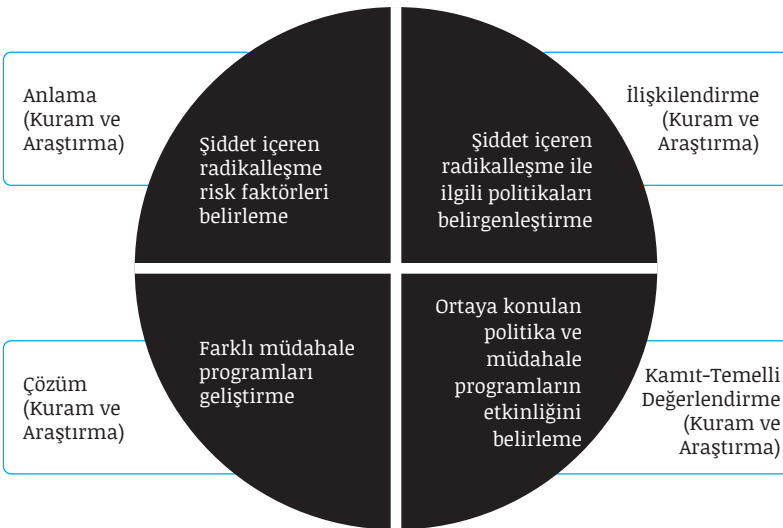 Anlama
(Kuram ve
Araştırma)
Şiddet içeren
radikalleşme
risk faktörleri
belirleme
Şiddet içeren
radikalleşme ile
ilgili politikaları
belirgenleştirme
İlişkilendirme
(Kuram ve
Araştırma)
Çözüm
(Kuram ve
Araştırma)
Farklı müdahale
programları
geliştirme
Ortaya konulan
politika ve
müdahale
programların
etkinliğini
belirleme
Kamıt-Temelli
Değerlendirme
(Kuram ve
Araştırma)